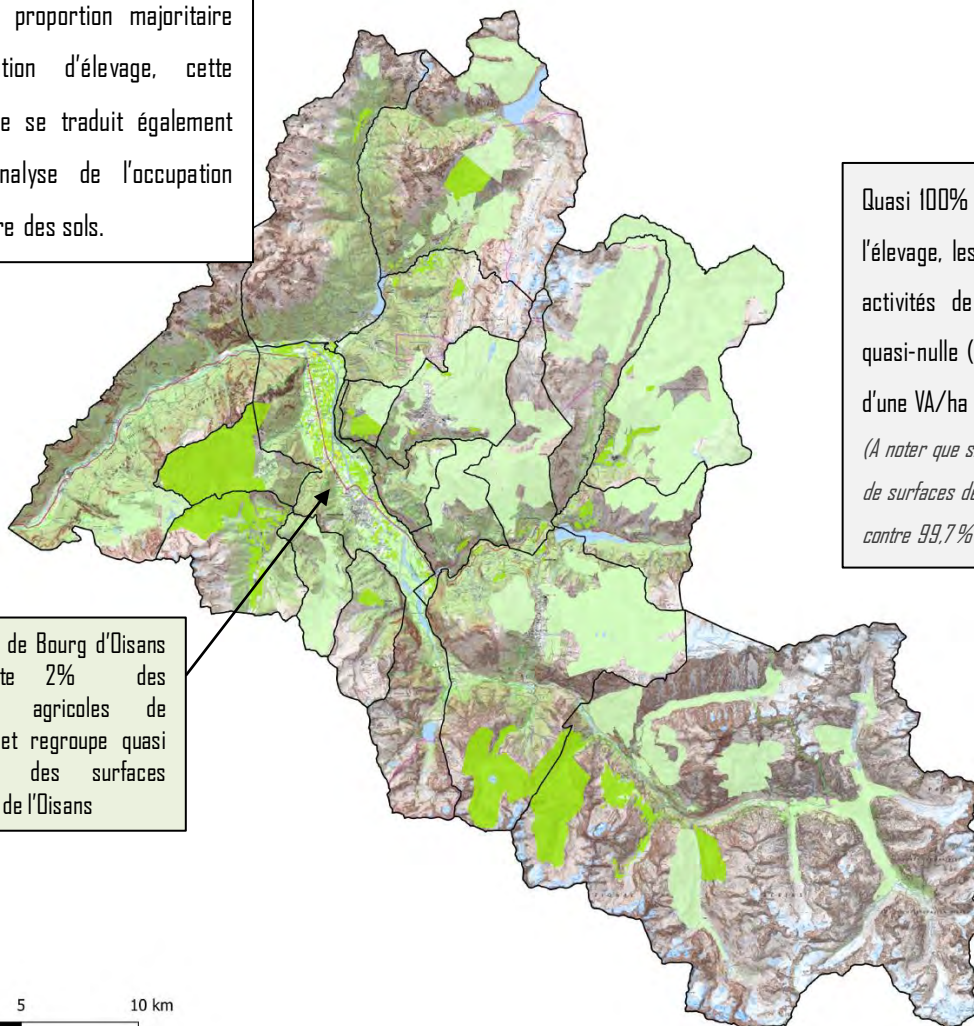 proportion majoritaire
tion d'élevage, cette
e se traduit également
nalyse de l'occupation
re des sols.
Quasi 100%
l'élevage, les
activités de
quasi-nulle (
d'une VA/ha
(A noter que s
de surfaces de
contre 99,7%
de Bourg d'Oisans
te 2% des
agricoles de
et regroupe quasi
des surfaces
de l'Oisans
5 10 km